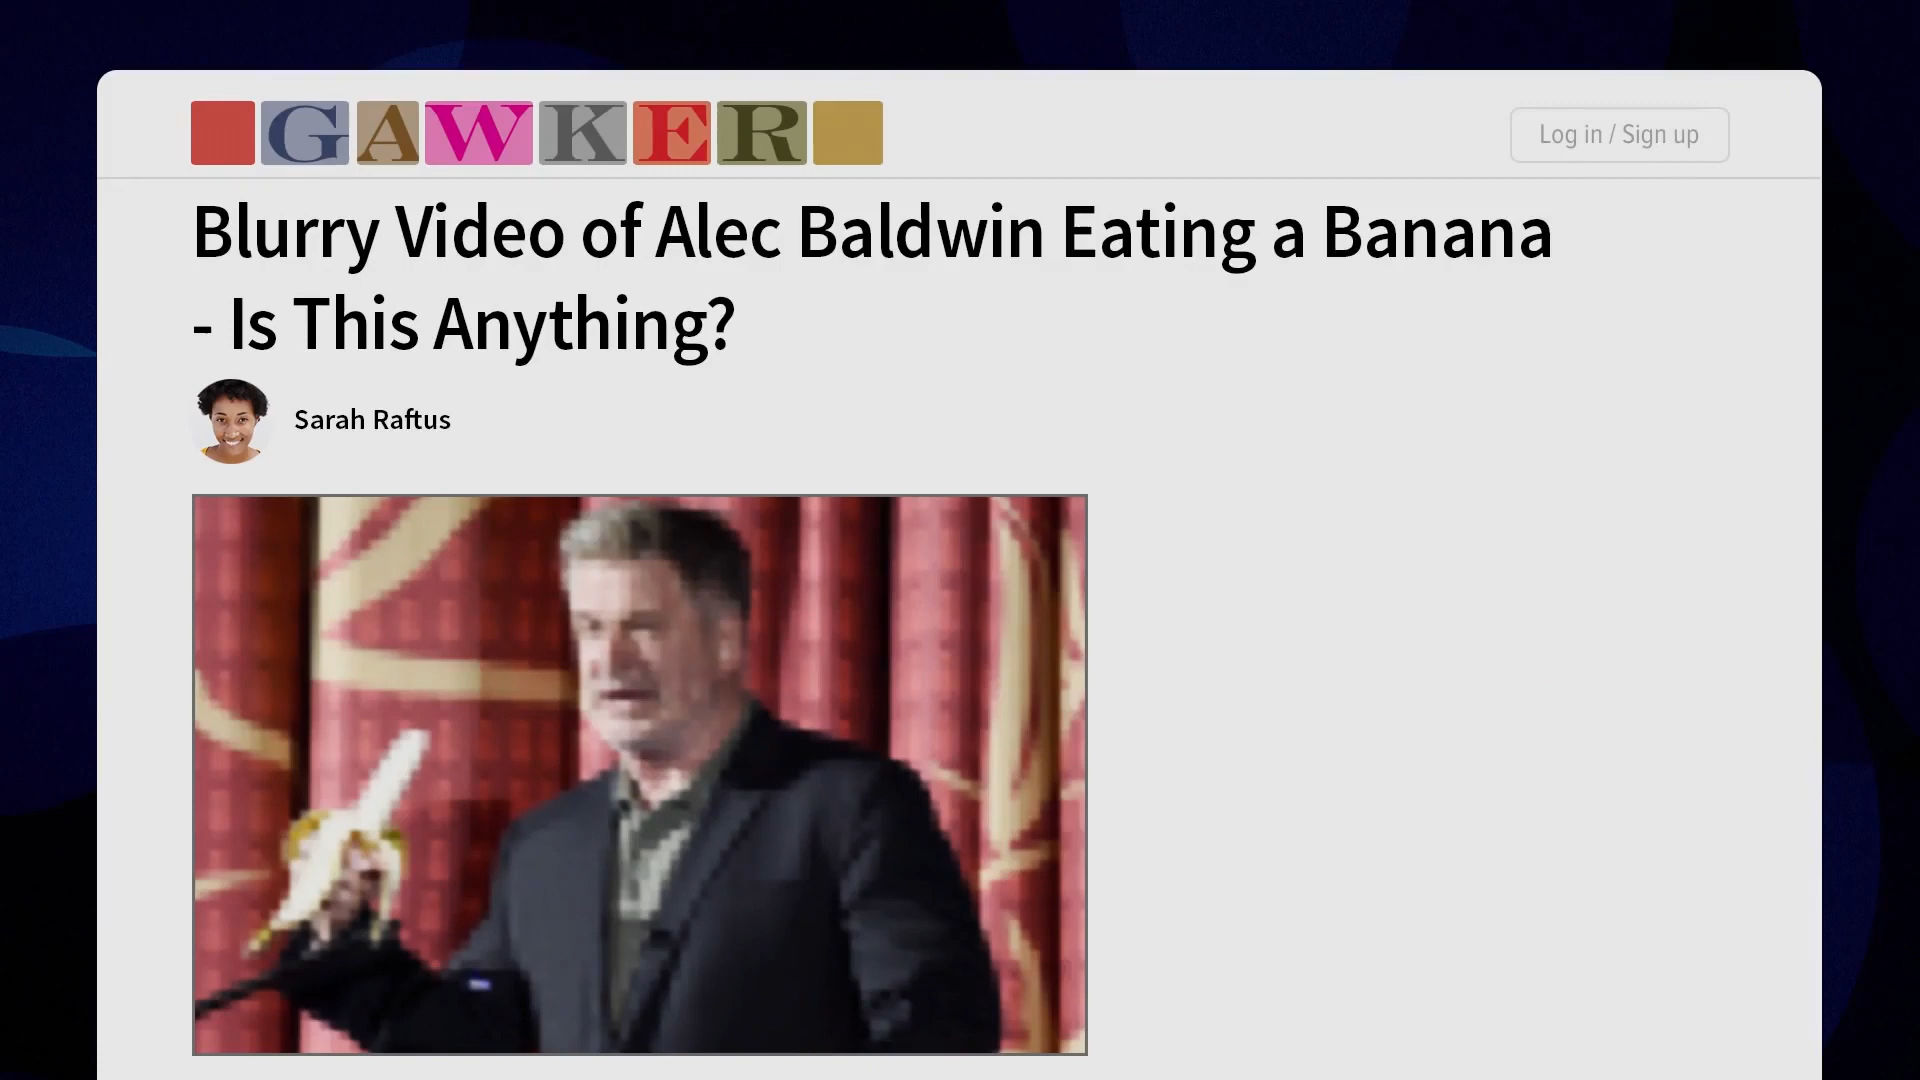 GAWKER
Log in / Sign up
Blurry Video of Alec Baldwin Eating a Banana
- Is This Anything?
Sarah Raftus